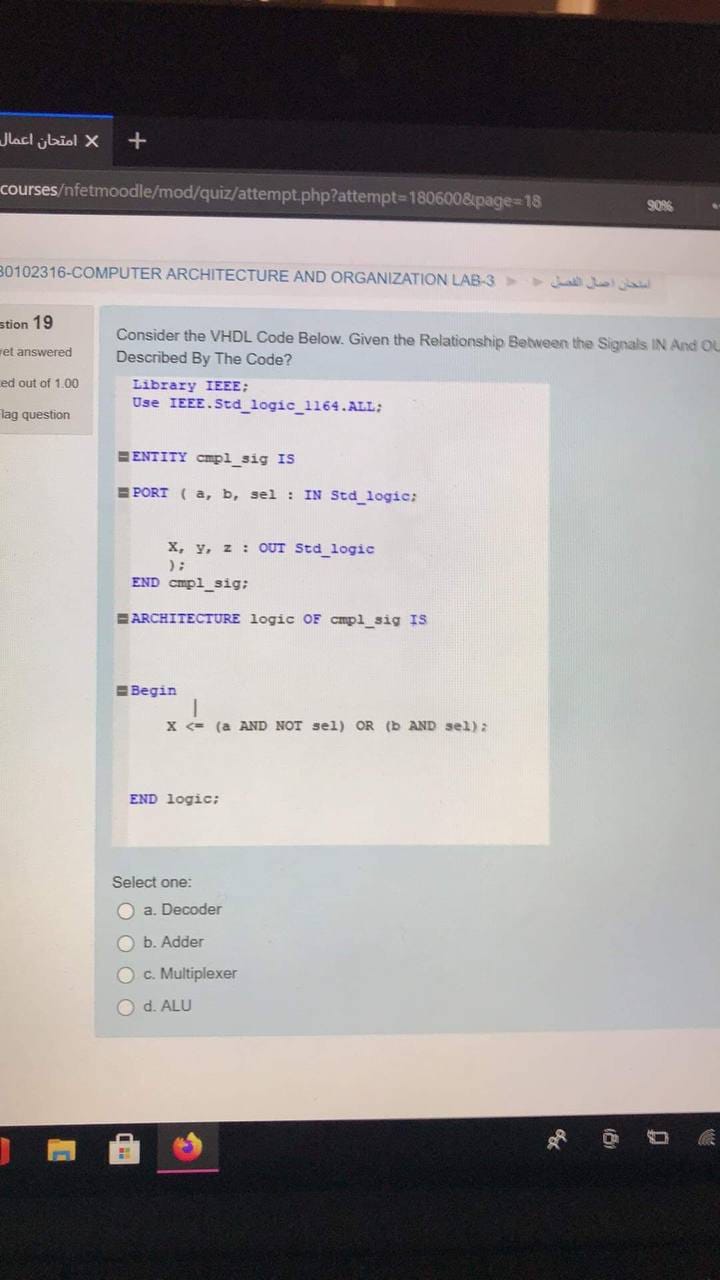 امتحان اعمال
courses/nfetmoodle/mod/quiz/attempt.php?attempt=180600&page=18
90%
30102316-COMPUTER ARCHITECTURE AND ORGANIZATION LAB-3
امتحان اعمال الفصل
stion 19
yet answered
ed out of 1.00
lag question
Consider the VHDL Code Below. Given the Relationship Between the Signals IN And OU
Described By The Code?
Library IEEE;
Use IEEE.Std_logic_1164.ALL;
ENTITY cmpl_sig IS
PORT ( a, b, sel : IN Std_logic;
X, y, z : OUT Std_logic
);
END cmpl_sig;
ARCHITECTURE logic OF cmpl_sig IS
Begin
X <= (a AND NOT sel) OR (b AND sel);
END logic;
Select one:
a. Decoder
b. Adder
c. Multiplexer
d. ALU